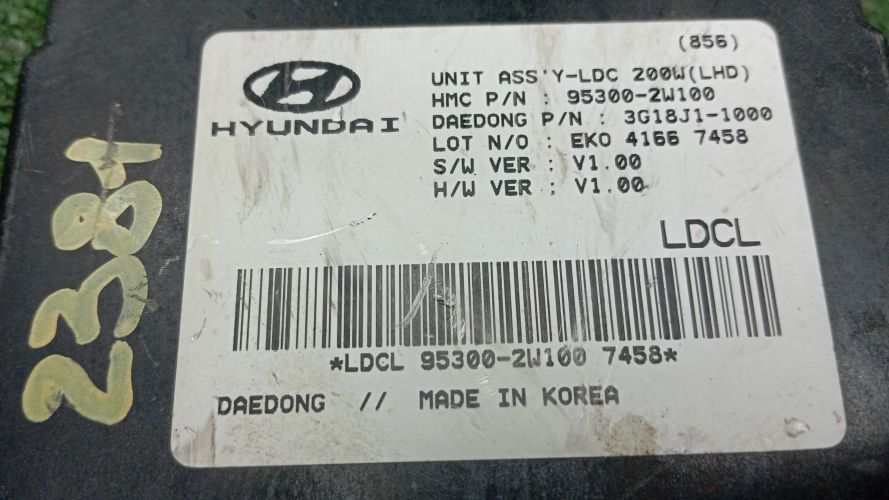 (856)
UNIT ASS'Y-LDC 200W(LHD)
HMC P/N : 95300-2W100
DAEDONG P/N : 3G18J1-1000
LOT N/O : EKO 4166 7458
S/W VER : V1.00
H/W VER : V1.00
HYUNDAI
LDCL
*LDCL 95300-2W100 7458*
DAEDONG // MADE IN KOREA
2381